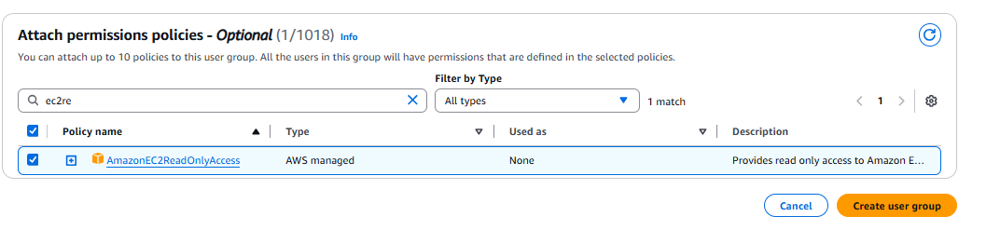 Attach permissions policies - Optional (1/1018) Info
You can attach up to 10 policies to this user group. All the users in this group will have permissions that are defined in the selected policies.
Filter by Type
ec2re All types 1 match 1
Policy name Type Used as Description
AmazonEC2ReadOnlyAccess AWS managed None Provides read only access to Amazon E...
Cancel Create user group